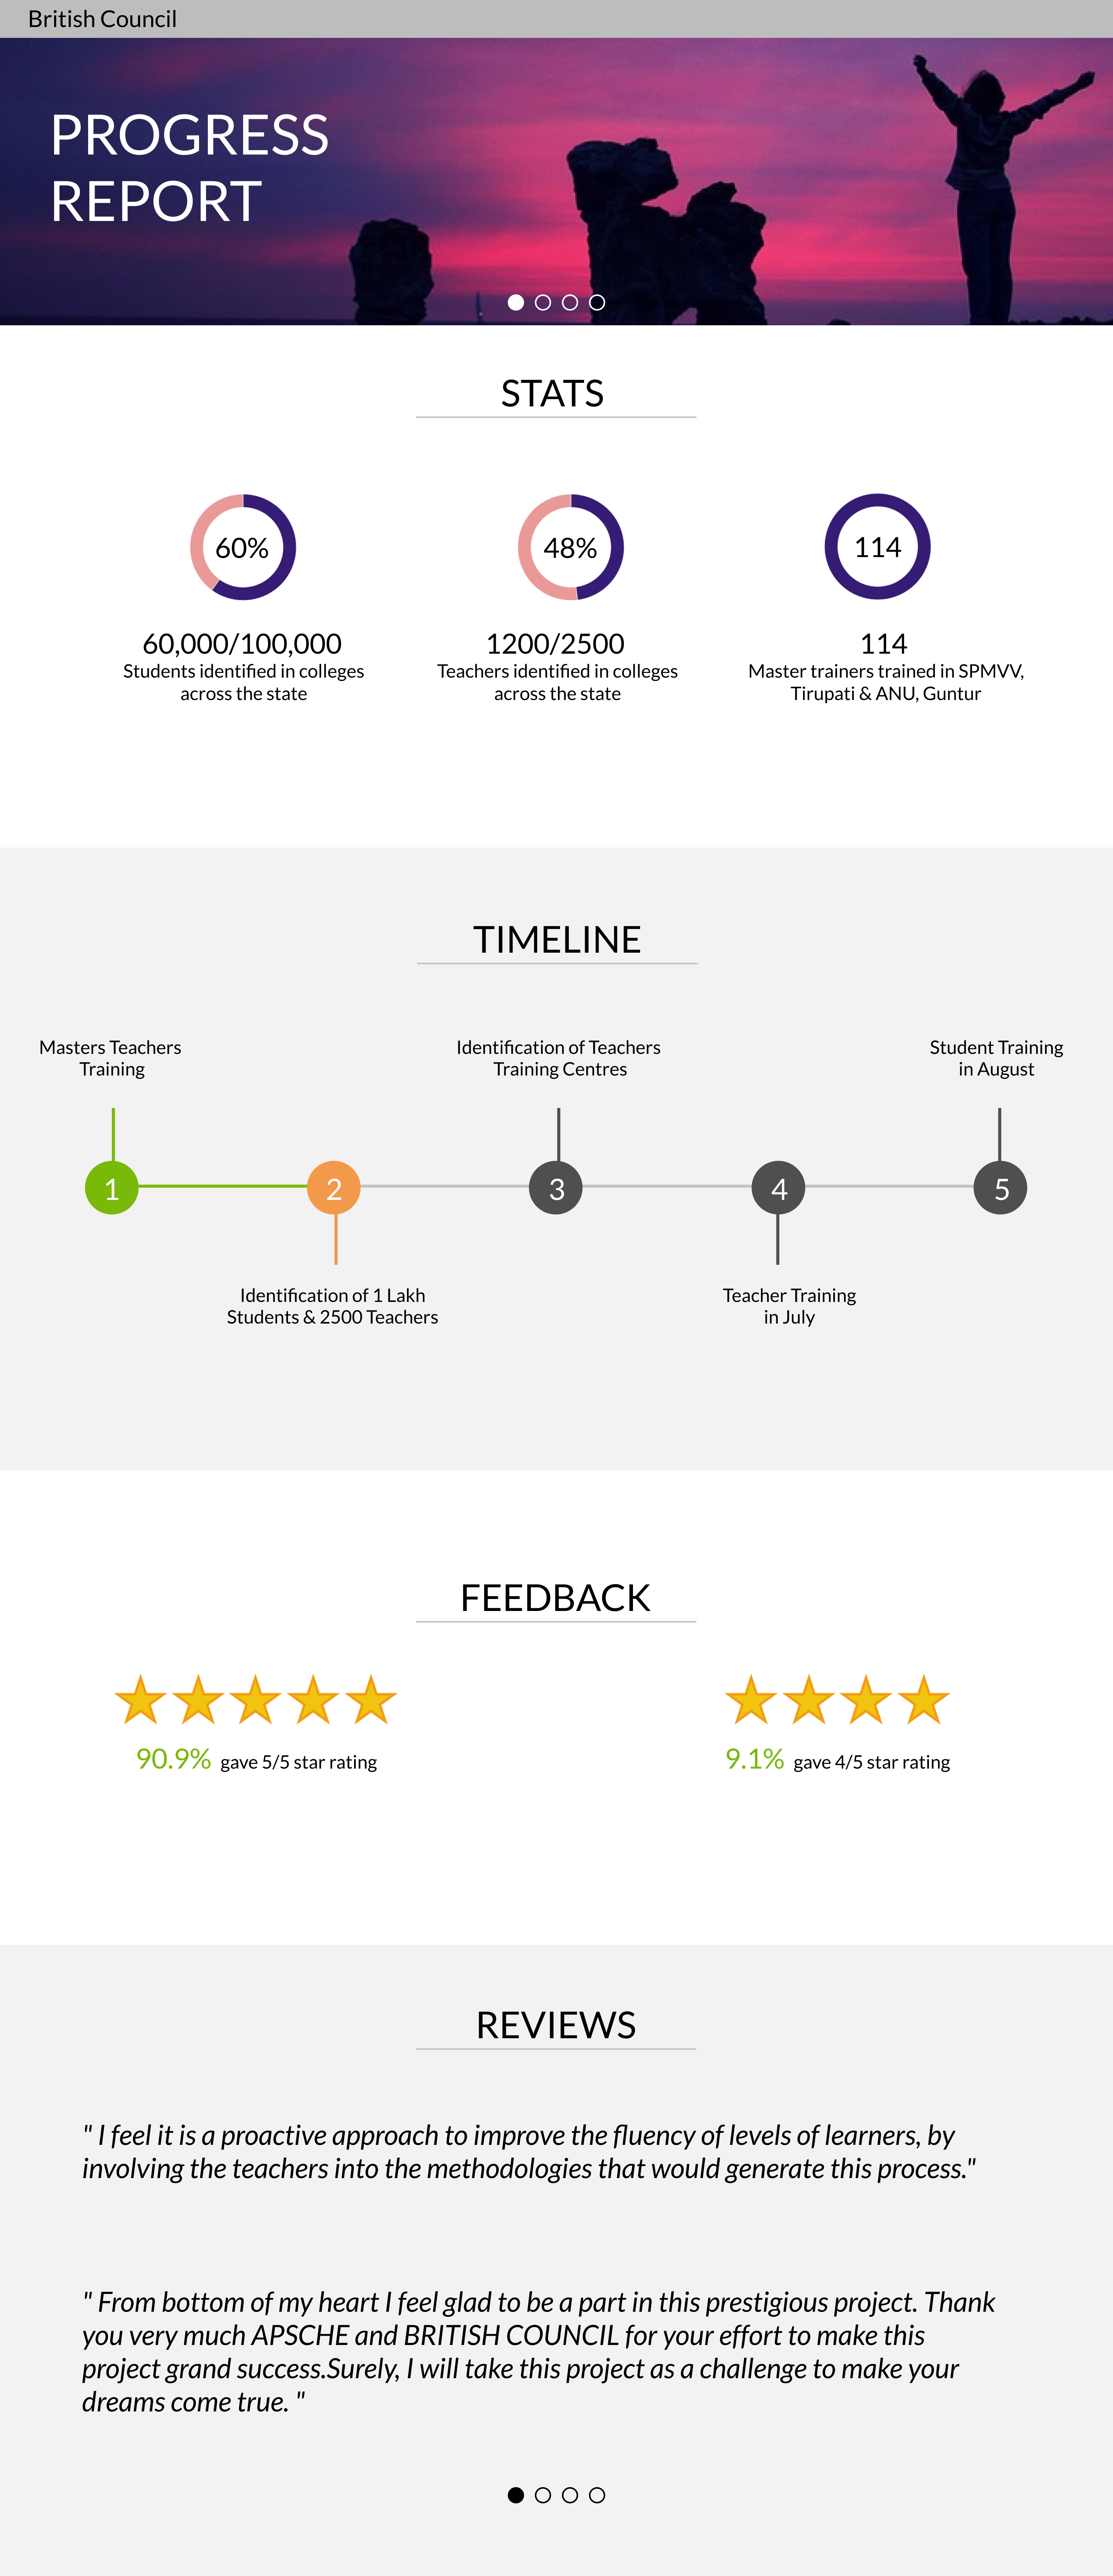 British Council
PROGRESS
REPORT
STATS
60%
48%
114
60,000/100,000
Students identified in colleges
across the state
1200/2500
Teachers identified in colleges
across the state
114
Master trainers trained in SPMVV,
Tirupati & ANU, Guntur
TIMELINE
Masters Teachers
Training
Identification of Teachers
Training Centres
Student Training
in August
1
2
3
4
5
Identification of 1 Lakh
Students & 2500 Teachers
Teacher Training
in July
FEEDBACK
90.9% gave 5/5 star rating
9.1% gave 4/5 star rating
REVIEWS
" I feel it is a proactive approach to improve the fluency of levels of learners, by
involving the teachers into the methodologies that would generate this process."
" From bottom of my heart I feel glad to be a part in this prestigious project. Thank
you very much APSCHE and BRITISH COUNCIL for your effort to make this
project grand success.Surely, I will take this project as a challenge to make your
dreams come true. "